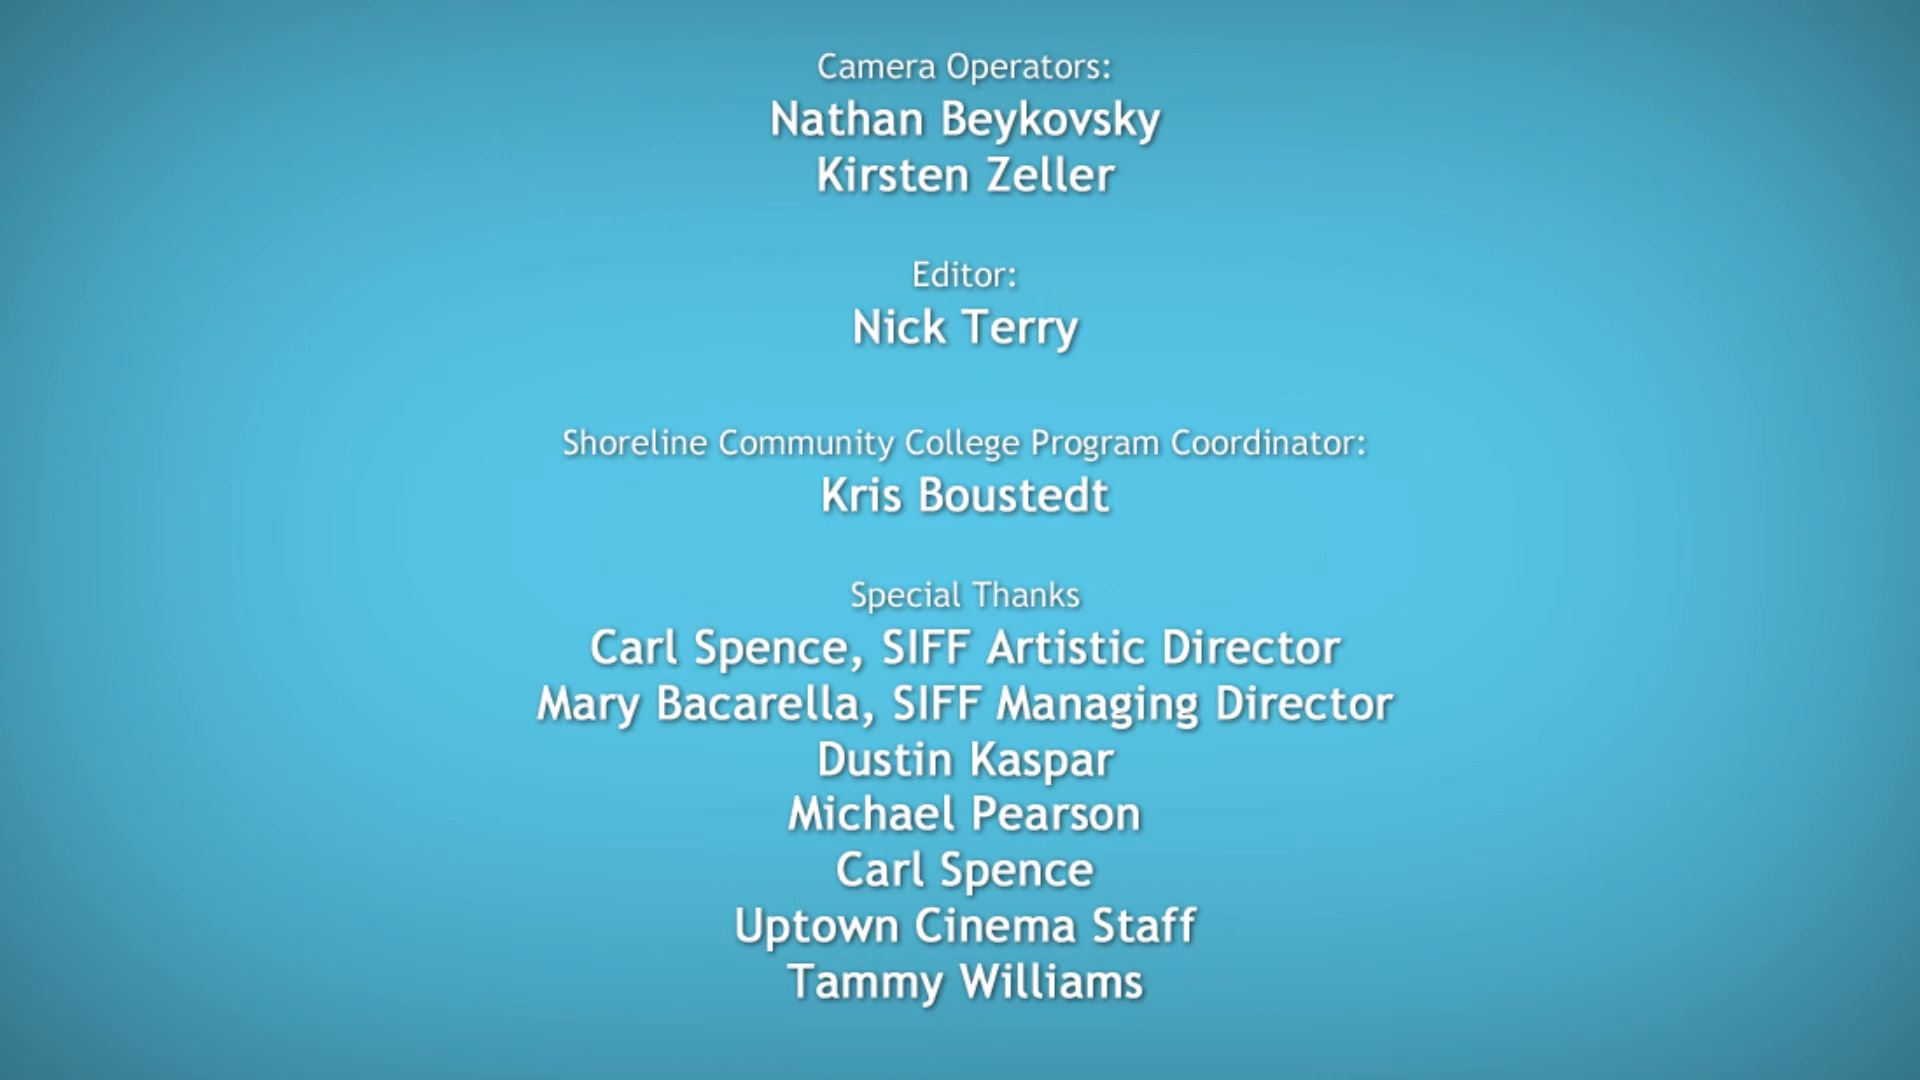 Camera Operators:
Nathan Beykovsky
Kirsten Zeller
Editor:
Nick Terry
Shoreline Community College Program Coordinator:
Kris Boustedt
Special Thanks
Carl Spence, SIFF Artistic Director
Mary Bacarella, SIFF Managing Director
Dustin Kaspar
Michael Pearson
Carl Spence
Uptown Cinema Staff
Tammy Williams